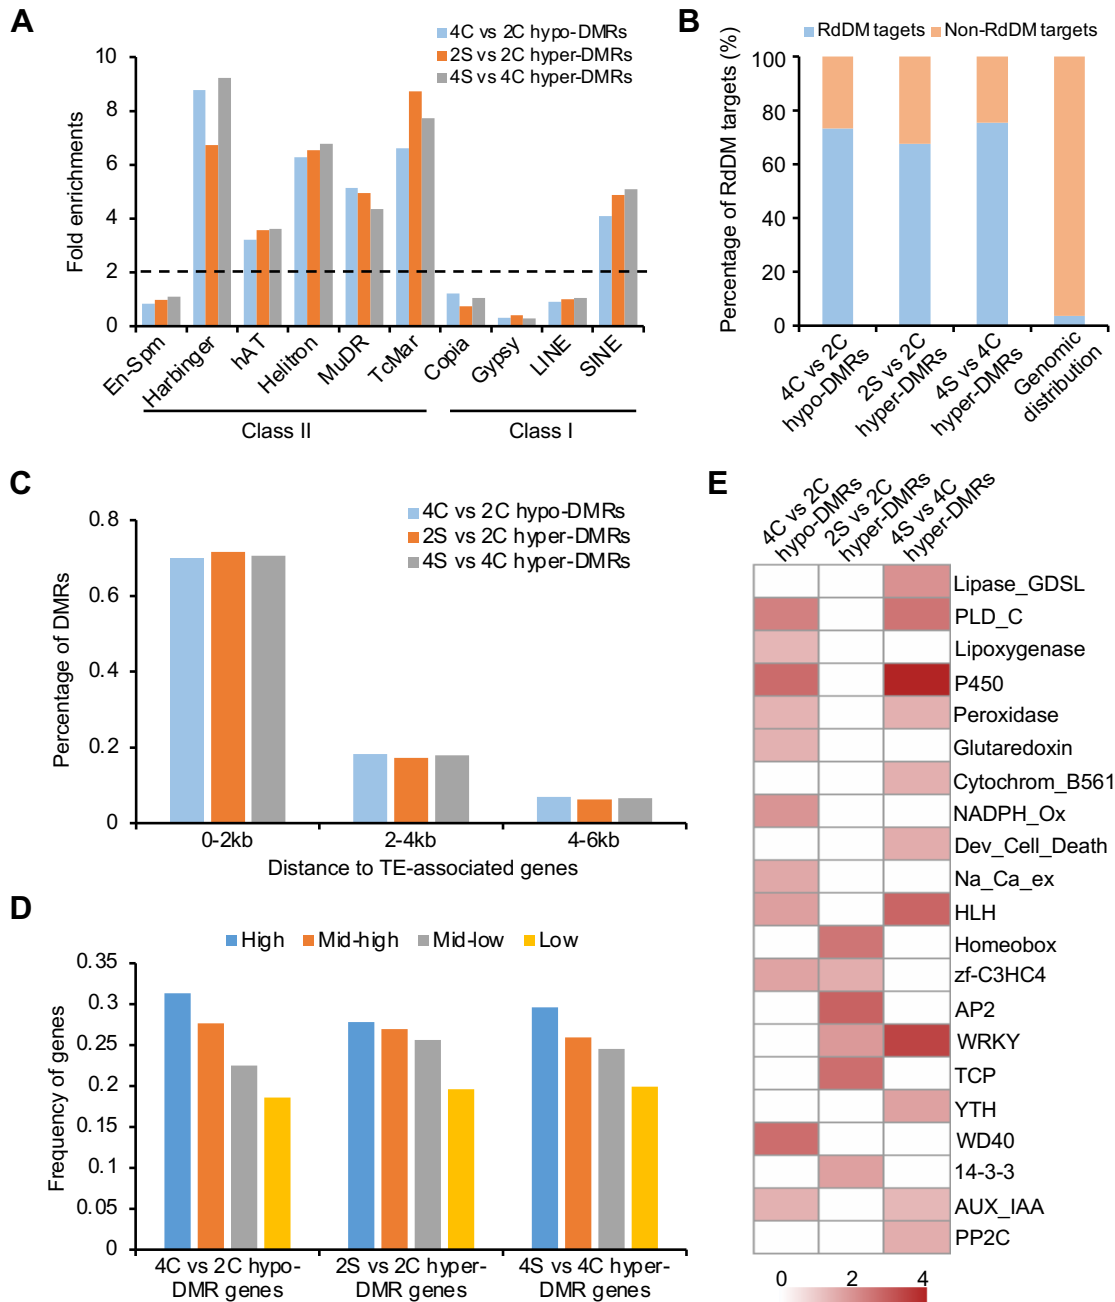 A
4C vs 2C hypo-DMRs
2S vs 2C hyper-DMRs
4S vs 4C hyper-DMRs
Fold enrichments
10
8
6
4
2
0
En-Spm
Harbinger
hAT
Helitron
MuDR
TcMar
Copia
Gypsy
LINE
SINE
Class II
Class I
B
RdDM tagets
Non-RdDM targets
Percentage of RdDM targets (%)
100
80
60
40
20
0
4C vs 2C
hypo-DMRs
2S vs 2C
hyper-DMRs
4S vs 4C
hyper-DMRs
Genomic
distribution
C
4C vs 2C hypo-DMRs
2S vs 2C hyper-DMRs
4S vs 4C hyper-DMRs
Percentage of DMRs
0.8
0.6
0.4
0.2
0
0-2kb
2-4kb
4-6kb
Distance to TE-associated genes
D
High
Mid-high
Mid-low
Low
Frequency of genes
0.35
0.3
0.25
0.2
0.15
0.1
0.05
0
4C vs 2C hypo-
DMR genes
2S vs 2C hyper-
DMR genes
4S vs 4C hyper-
DMR genes
E
4C vs 2C
hypo-DMRs
2S vs 2C
hyper-DMRs
4S vs 4C
hyper-DMRs
Lipase_GDSL
PLD_C
Lipoxygenase
P450
Peroxidase
Glutaredoxin
Cytochrom_B561
NADPH_Ox
Dev_Cell_Death
Na_Ca_ex
HLH
Homeobox
zf-C3HC4
AP2
WRKY
TCP
YTH
WD40
14-3-3
AUX_IAA
PP2C
0
2
4